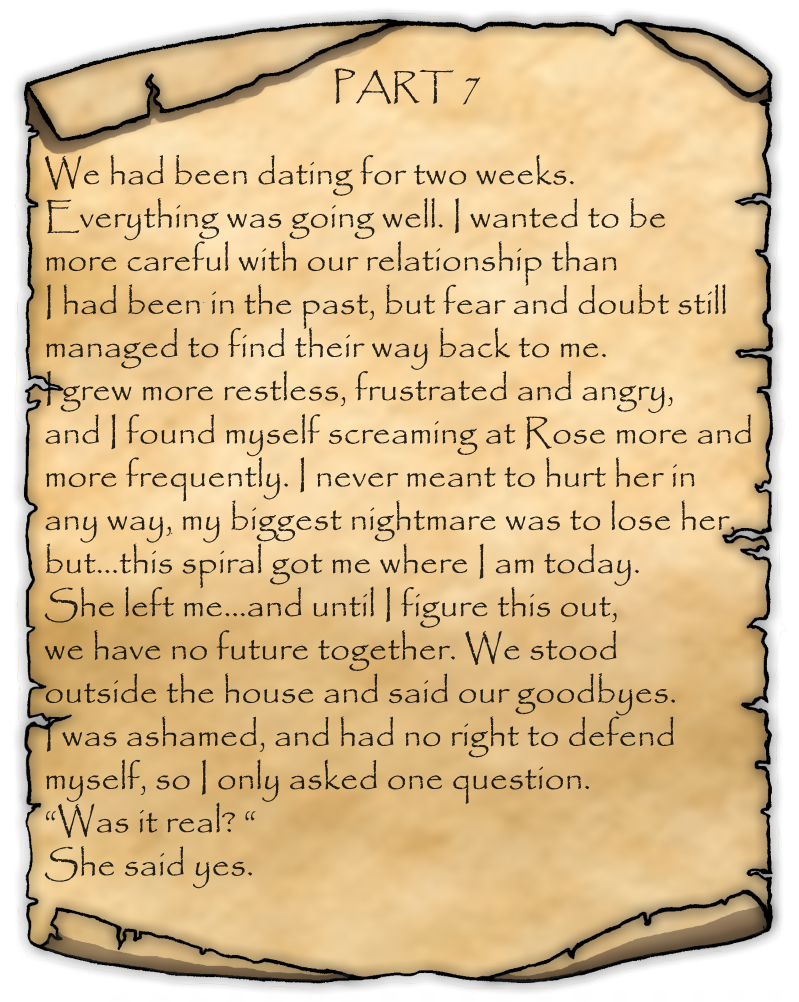 PART 7
We had been dating for two weeks.
Everything was going well. I wanted to be
more careful with our relationship than
I had been in the past, but fear and doubt still
managed to find their way back to me.
I grew more restless, frustrated and angry,
and I found myself screaming at Rose more and
more frequently. I never meant to hurt her in
any way, my biggest nightmare was to lose her,
but...this spiral got me where I am today.
She left me...and until I figure this out,
we have no future together. We stood
outside the house and said our goodbyes.
I was ashamed, and had no right to defend
myself, so I only asked one question.
“Was it real? “
She said yes.